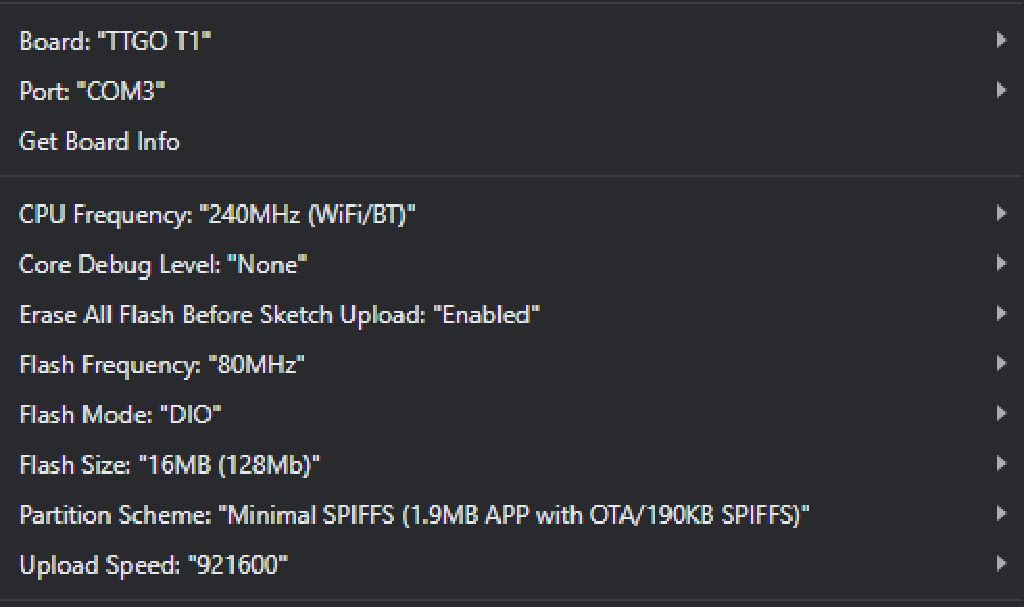 Board: "TTGO T1"
Port: "COM3"
Get Board Info
CPU Frequency: "240MHz (WiFi/BT)"
Core Debug Level: "None"
Erase All Flash Before Sketch Upload: "Enabled"
Flash Frequency: "80MHz"
Flash Mode: "DIO"
Flash Size: "16MB (128Mb)"
Partition Scheme: "Minimal SPIFFS (1.9MB APP with OTA/190KB SPIFFS)"
Upload Speed: "921600"